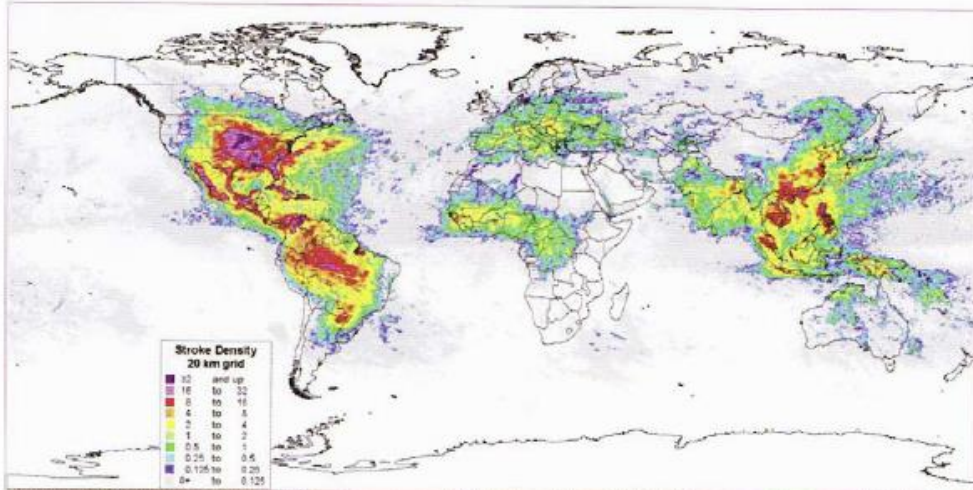 Stroke Density
20 km grid
32 and up
16 to 32
8 to 16
4 to 8
2 to 4
1 to 2
0.5 to 1
0.25 to 0.5
0.125 to 0.25
0+ to 0.125